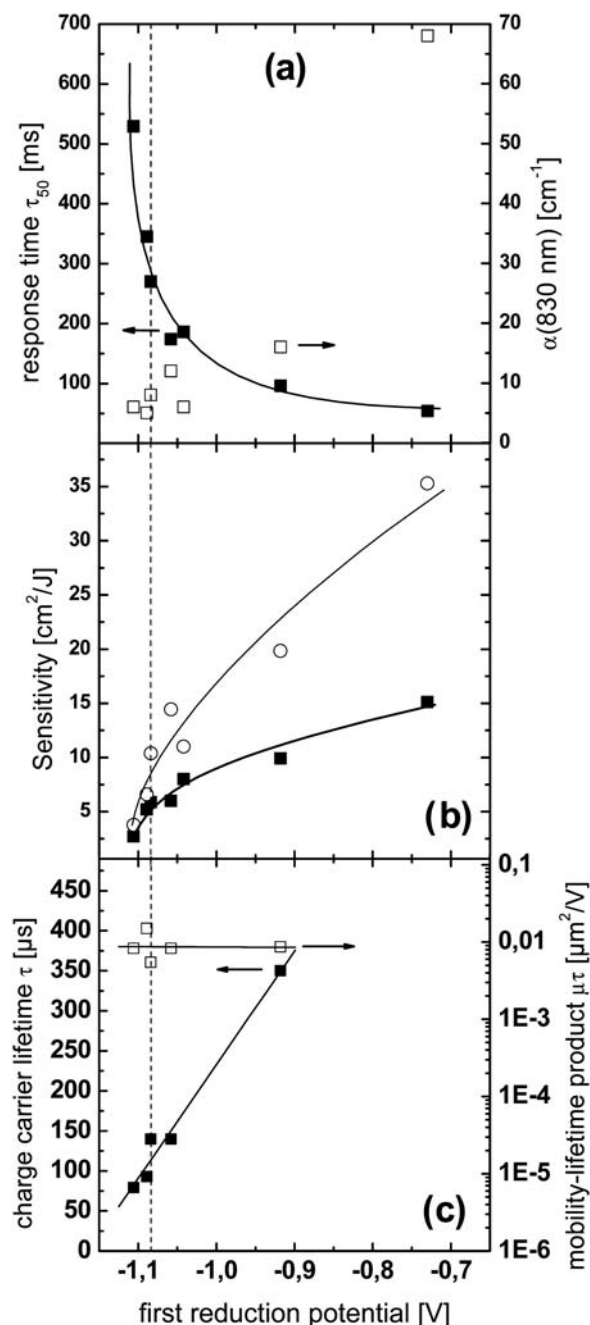 (a)
response time τ50 [ms]
700
600
500
400
300
200
100
70
60
50
40
30
20
10
0
α(830 nm) [cm-1]
(b)
Sensitivity [cm2/J]
35
30
25
20
15
10
5
(c)
charge carrier lifetime τ [µs]
450
400
350
300
250
200
150
100
50
0
0,1
0,01
1E-3
1E-4
1E-5
1E-6
mobility-lifetime product μτ [µm2/V]
-1,1 -1,0 -0,9 -0,8 -0,7
first reduction potential [V]